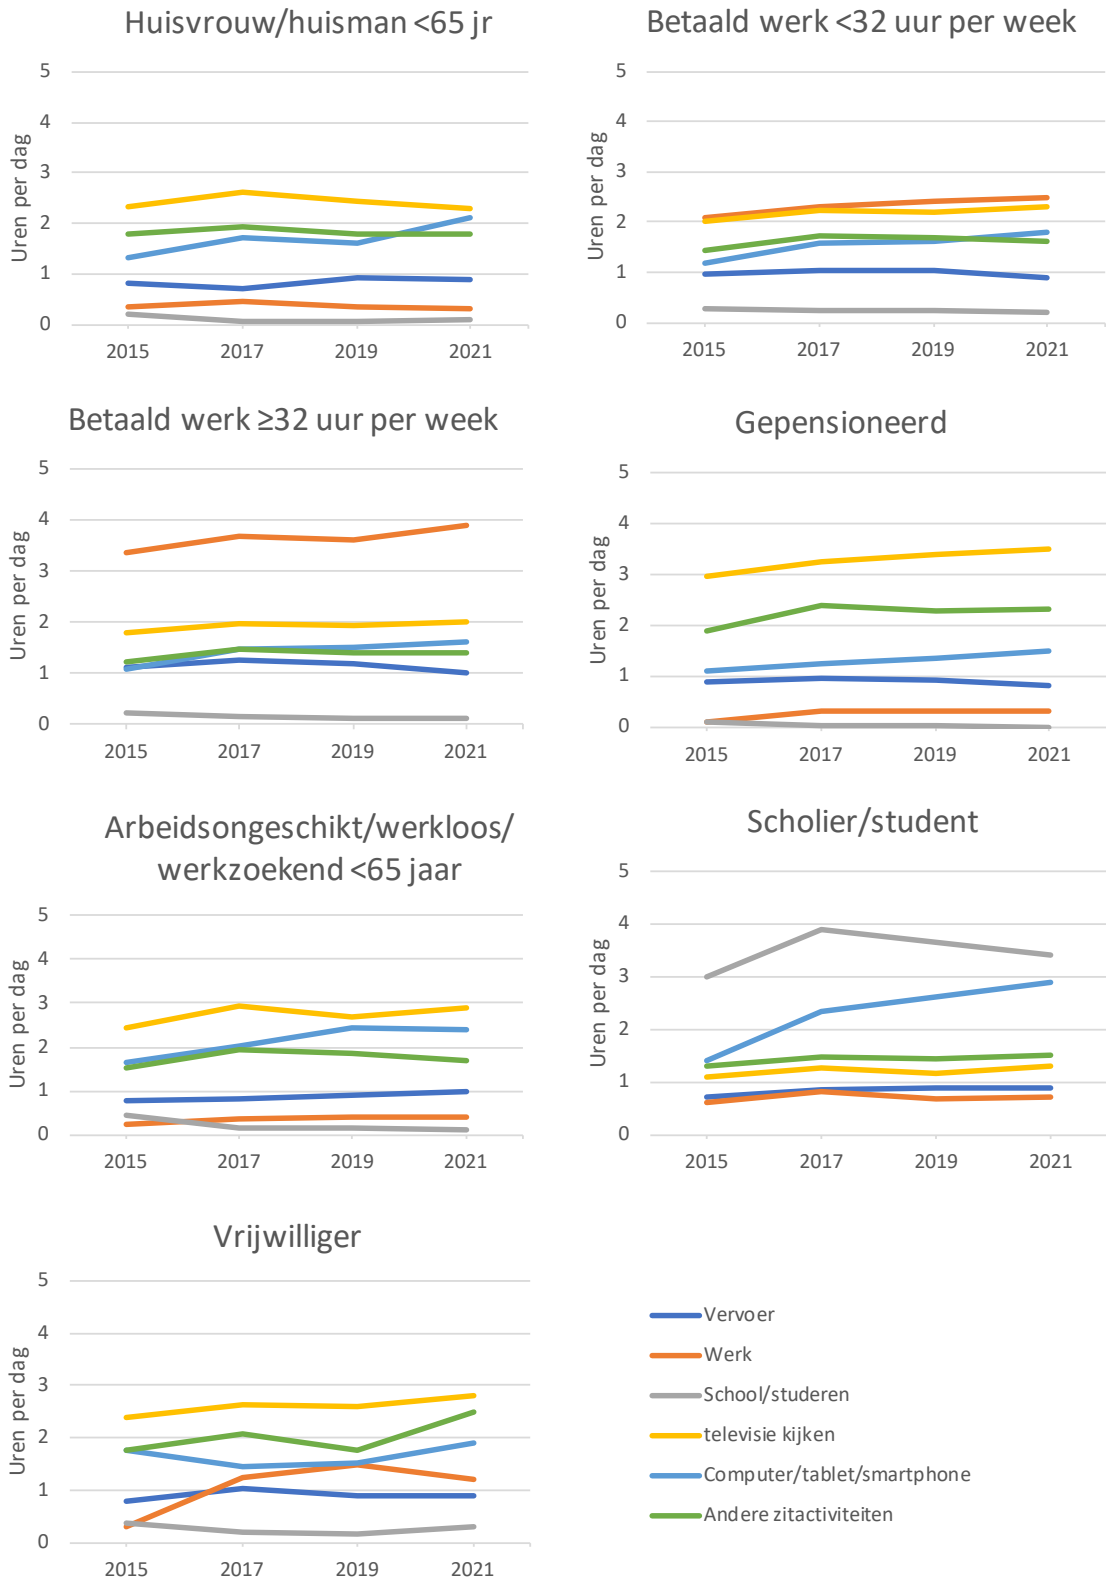 Huisvrouw/huisman <65 jr
5
4
3
2
1
0
Uren per dag
2015 2017 2019 2021
Betaald werk <32 uur per week
5
4
3
2
1
0
Uren per dag
2015 2017 2019 2021
Betaald werk ≥32 uur per week
5
4
3
2
1
0
Uren per dag
2015 2017 2019 2021
Gepensioneerd
5
4
3
2
1
0
Uren per dag
2015 2017 2019 2021
Arbeidsongeschikt/werkloos/
werkzoekend <65 jaar
5
4
3
2
1
0
Uren per dag
2015 2017 2019 2021
Scholier/student
5
4
3
2
1
0
Uren per dag
2015 2017 2019 2021
Vrijwilliger
5
4
3
2
1
0
Uren per dag
2015 2017 2019 2021
Vervoer
Werk
School/studeren
televisie kijken
Computer/tablet/smartphone
Andere zitactiviteiten